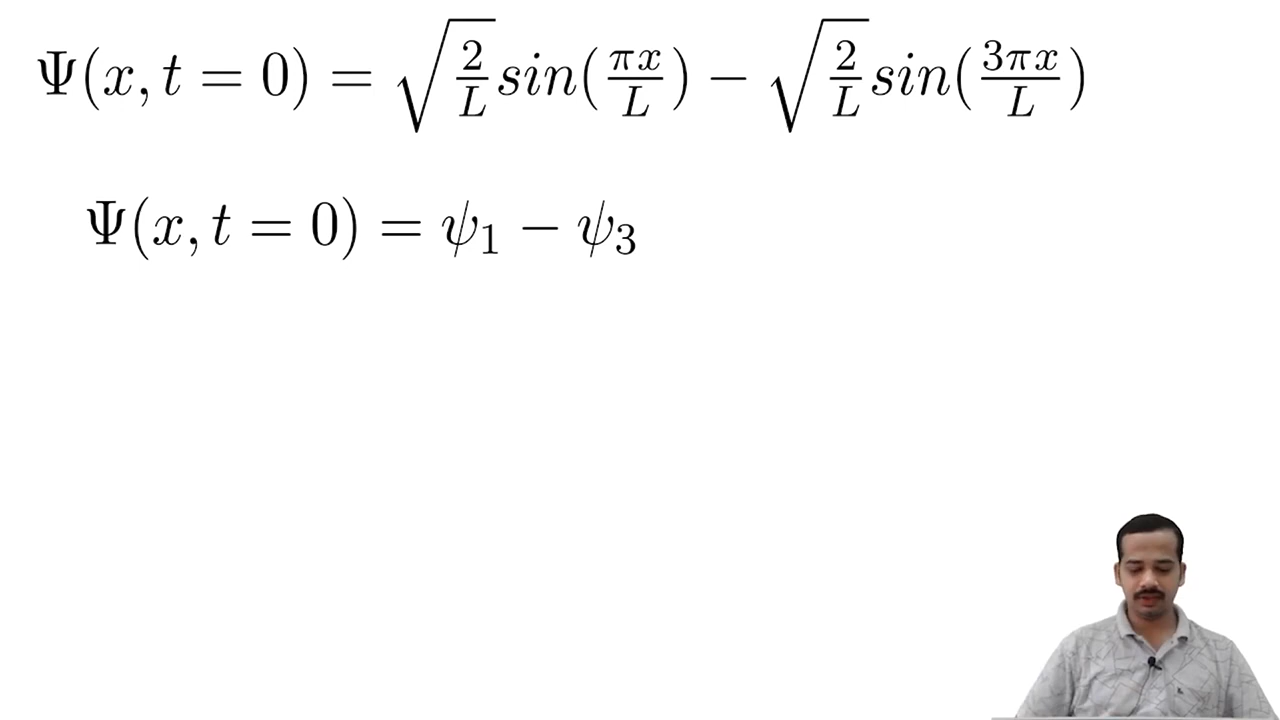 Ψ(x, t = 0) = √(2/L) sin(πx/L) − √(2/L) sin(3πx/L)
Ψ(x, t = 0) = ψ₁ − ψ₃